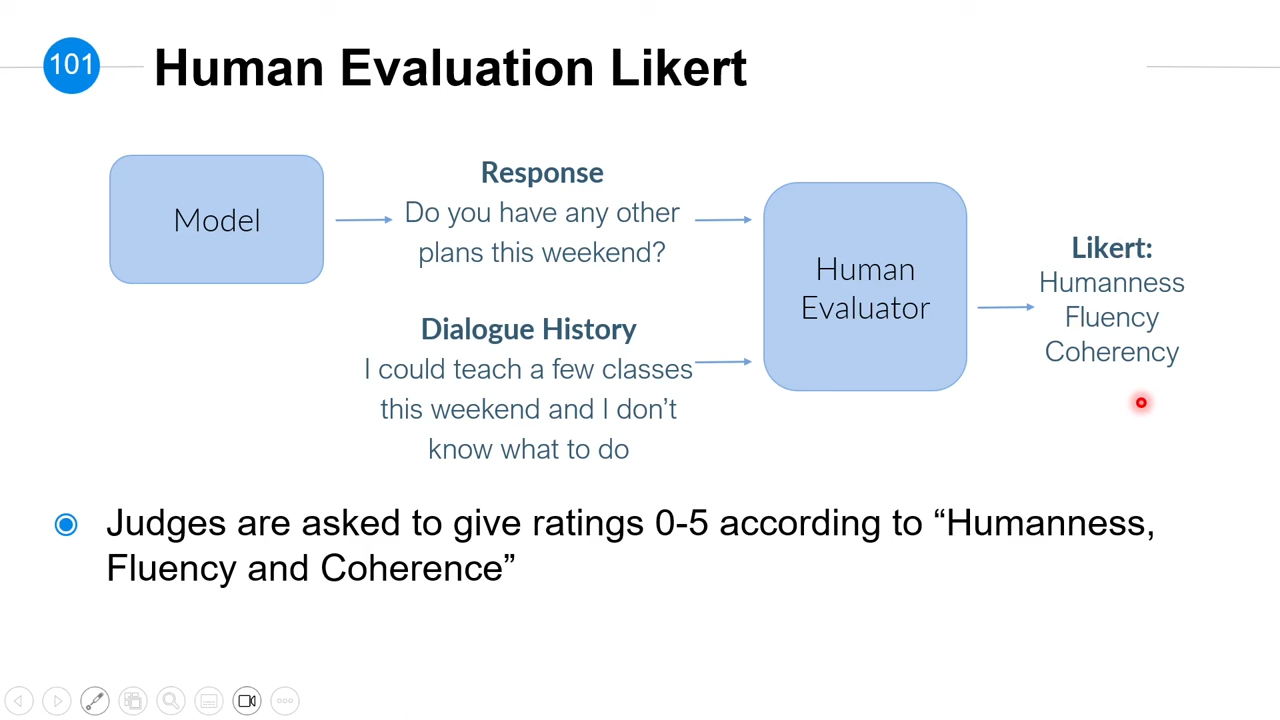 101
Human Evaluation Likert
Model
Response
Do you have any other
plans this weekend?
Dialogue History
I could teach a few classes
this weekend and I don’t
know what to do
Human
Evaluator
Likert:
Humanness
Fluency
Coherency
Judges are asked to give ratings 0-5 according to “Humanness,
Fluency and Coherence”